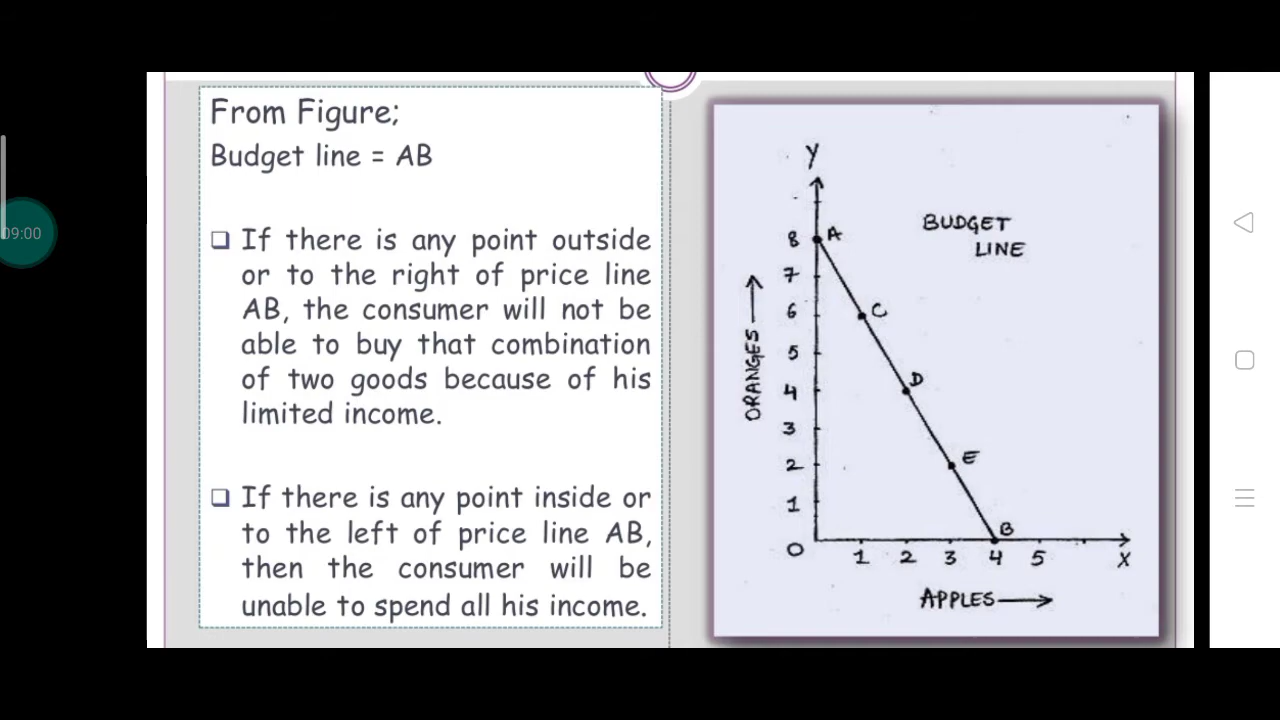 From Figure;
Budget line = AB
If there is any point outside
or to the right of price line
AB, the consumer will not be
able to buy that combination
of two goods because of his
limited income.
If there is any point inside or
to the left of price line AB,
then the consumer will be
unable to spend all his income.
09:00
Y
BUDGET
LINE
8 A
7
6 C
5
4 D
3
2 E
1
B
0 1 2 3 4 5 X
ORANGES
APPLES